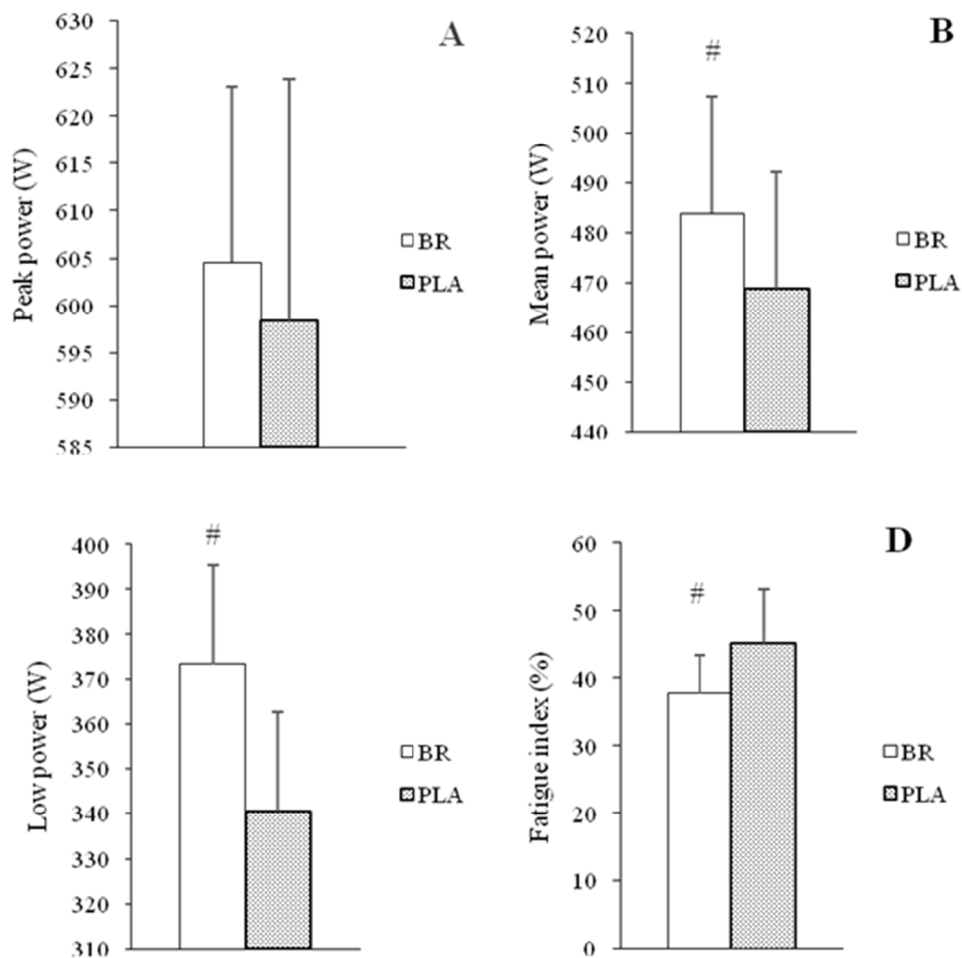 A
Peak power (W)
630
625
620
615
610
605
600
595
590
585
BR
PLA
B
Mean power (W)
520
510
500
490
480
470
460
450
440
#
BR
PLA
Low power (W)
400
390
380
370
360
350
340
330
320
310
#
BR
PLA
D
Fatigue index (%)
60
50
40
30
20
10
0
#
BR
PLA